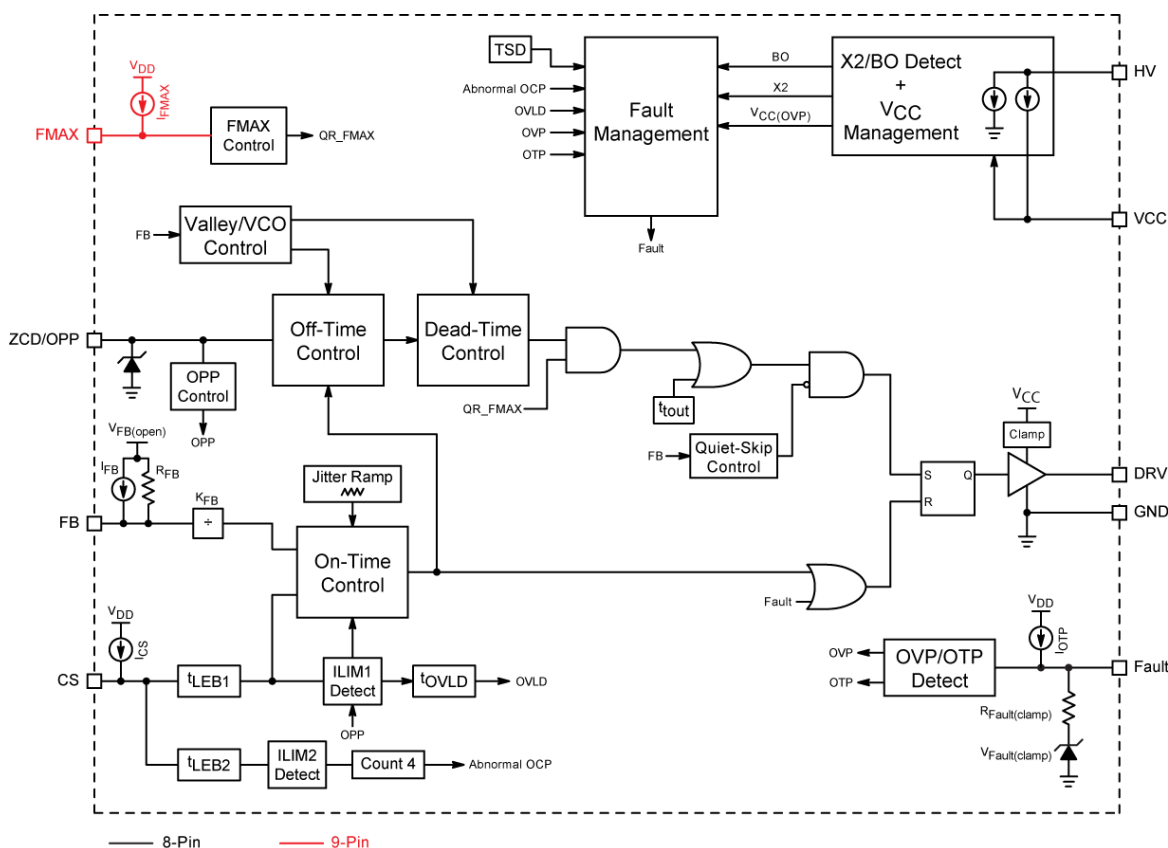 TSD
BO
X2
VCC(OVP)
Abnormal OCP
OVLD
OVP
OTP
Fault
Management
Fault
X2/BO Detect
+
VCC
Management
HV
VCC
VDD
IFMAX
FMAX
FMAX
Control
QR_FMAX
FB
Valley/VCO
Control
ZCD/OPP
OPP
Control
OPP
Off-Time
Control
Dead-Time
Control
QR_FMAX
ttout
FB
Quiet-Skip
Control
VCC
Clamp
S
Q
R
DRV
GND
VFB(open)
IFB
RFB
FB
KFB
÷
Jitter Ramp
On-Time
Control
Fault
VDD
ICS
CS
tLEB1
ILIM1
Detect
OPP
tOVLD
OVLD
tLEB2
ILIM2
Detect
Count 4
Abnormal OCP
OVP
OTP
OVP/OTP
Detect
VDD
IOTP
Fault
RFault(clamp)
VFault(clamp)
8-Pin
9-Pin